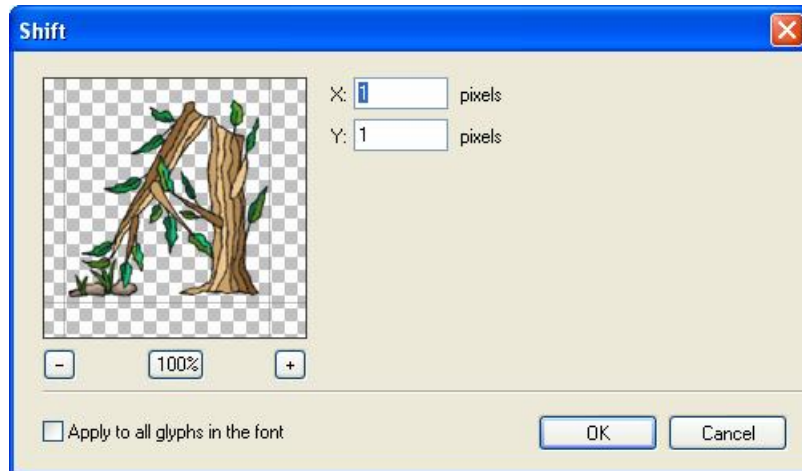 Shift
X: 1 pixels
Y: 1 pixels
- 100% +
Apply to all glyphs in the font
OK Cancel